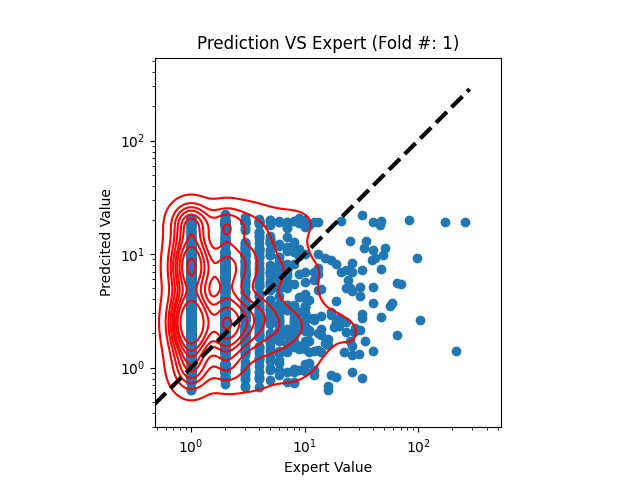 Prediction VS Expert (Fold #: 1)
Predcited Value
10²
10¹
10⁰
10⁰ 10¹ 10²
Expert Value